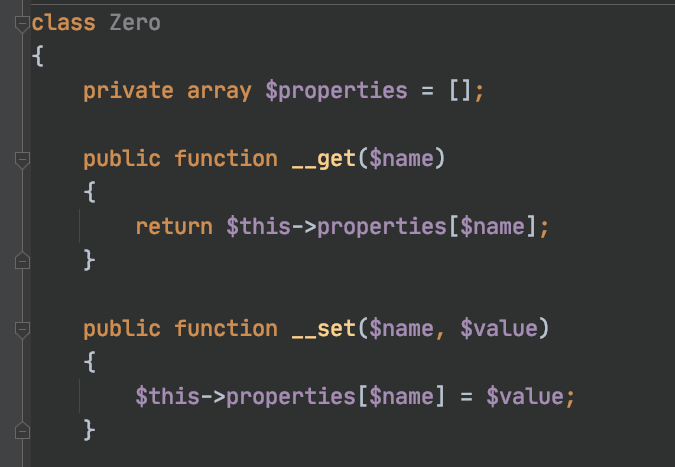 class Zero
{
    private array $properties = [];
    public function __get($name)
    {
        return $this->properties[$name];
    }
    public function __set($name, $value)
    {
        $this->properties[$name] = $value;
    }